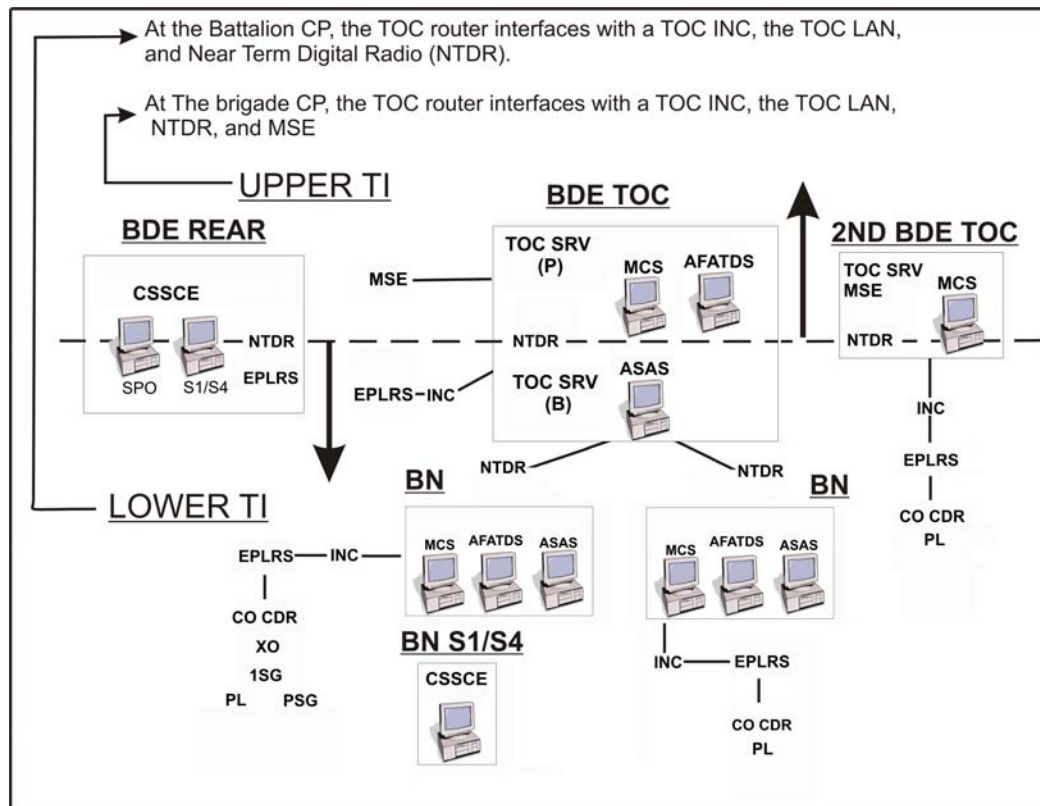 At the Battalion CP, the TOC router interfaces with a TOC INC, the TOC LAN,
and Near Term Digital Radio (NTDR).
At The brigade CP, the TOC router interfaces with a TOC INC, the TOC LAN,
NTDR, and MSE
UPPER TI
BDE REAR
CSSCE
NTDR
EPLRS
SPO
S1/S4
BDE TOC
TOC SRV
(P)
MCS
AFATDS
MSE
NTDR
EPLRS
INC
TOC SRV
(B)
ASAS
NTDR
NTDR
2ND BDE TOC
TOC SRV
MSE
MCS
NTDR
INC
EPLRS
CO CDR
PL
LOWER TI
BN
MCS
AFATDS
ASAS
EPLRS
INC
CO CDR
XO
1SG
PL
PSG
BN S1/S4
CSSCE
BN
MCS
AFATDS
ASAS
INC
EPLRS
CO CDR
PL